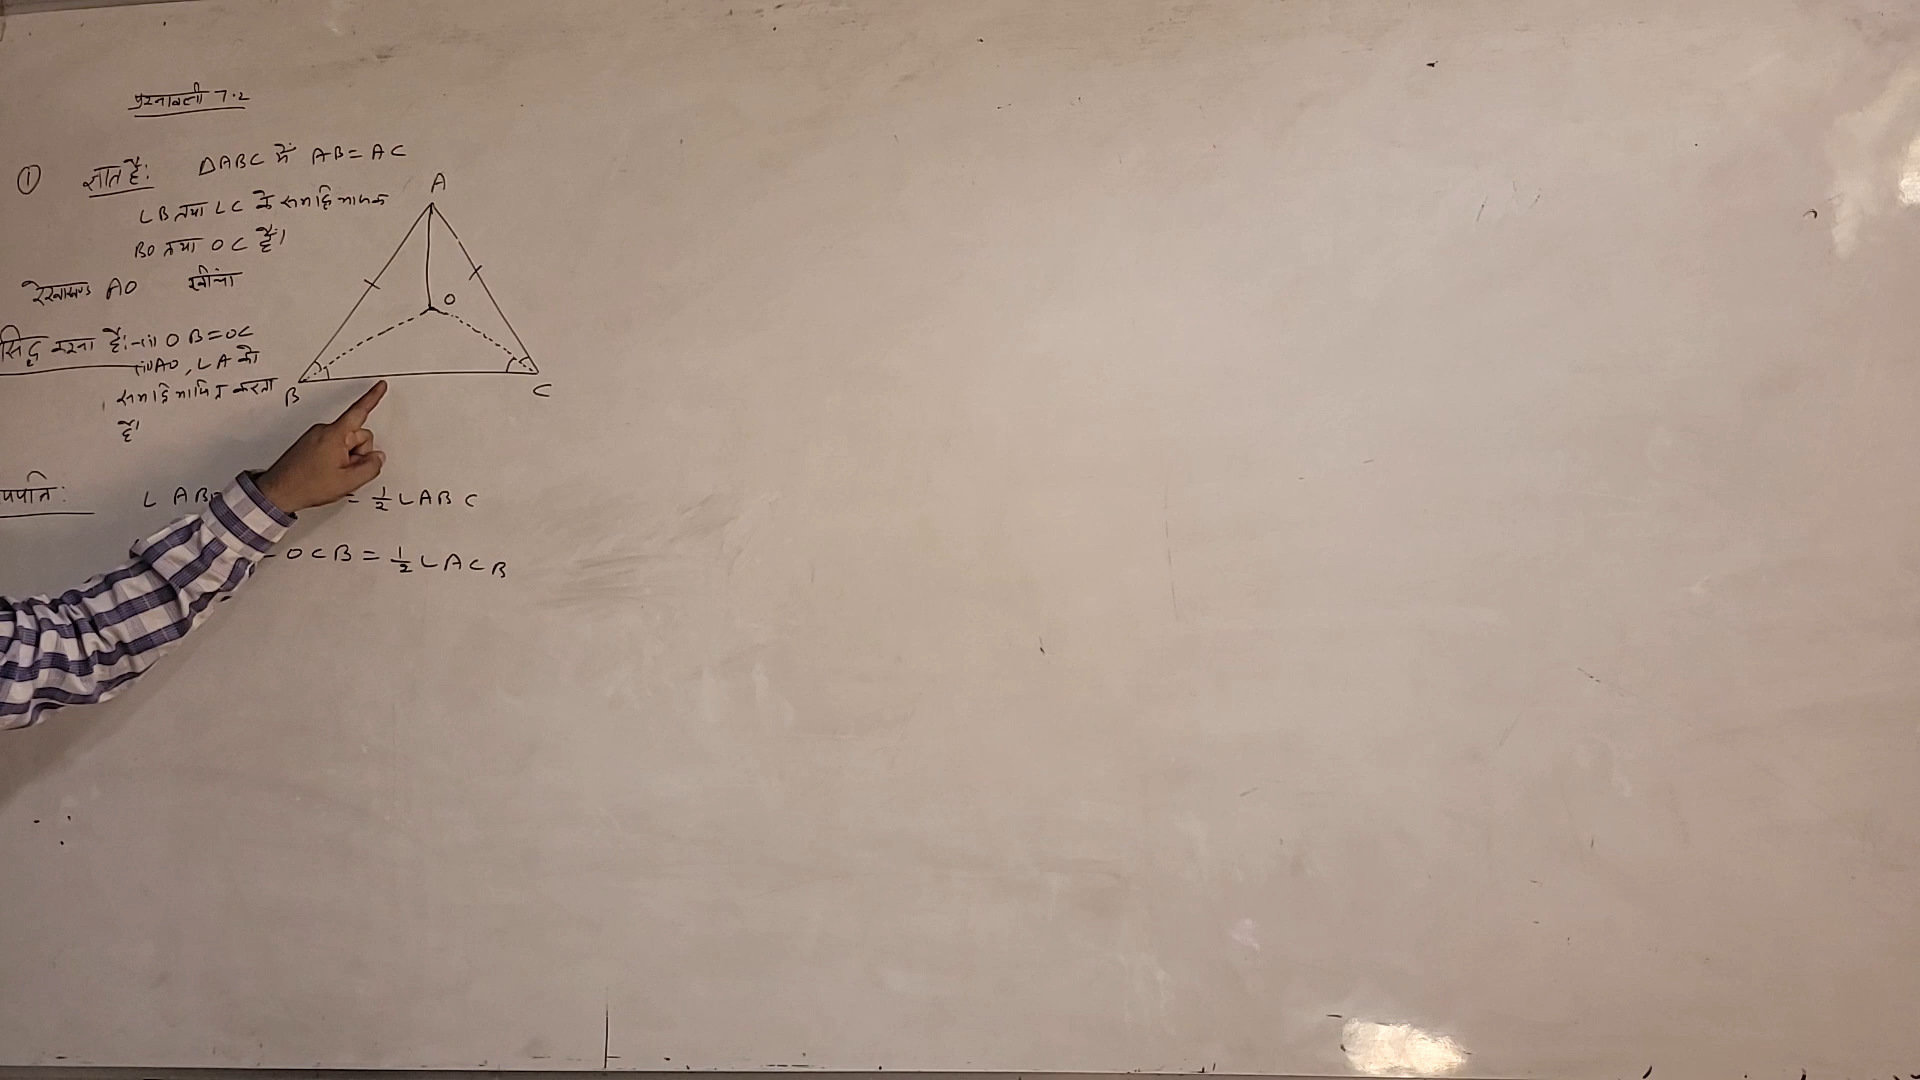 प्रश्नावली 7.2
① ज्ञात है: ΔABC में AB = AC
∠B तथा ∠C के समद्विभाजक
BO तथा OC हैं।
रेखाखण्ड AO खींचा
सिद्ध करना है:- (i) OB = OC
(ii) AO, ∠A को
समद्विभाजित करता
है।
A
O
B
C
पपत्ति: ∠AB = ½∠ABC
OCB = ½∠ACB